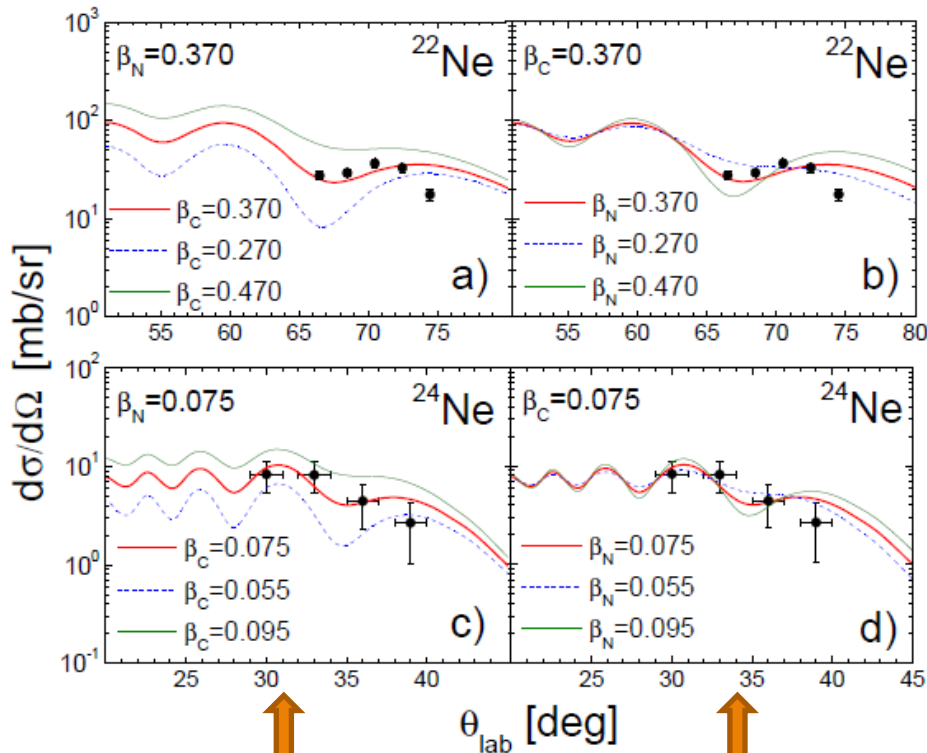 dσ/dΩ [mb/sr]
10³
10²
10¹
10⁰
β_N=0.370
²²Ne
β_C=0.370
β_C=0.270
β_C=0.470
a)
55 60 65 70 75
β_C=0.370
²²Ne
β_N=0.370
β_N=0.270
β_N=0.470
b)
55 60 65 70 75 80
10²
10¹
10⁰
10⁻¹
β_N=0.075
²⁴Ne
β_C=0.075
β_C=0.055
β_C=0.095
c)
25 30 35 40
β_C=0.075
²⁴Ne
β_N=0.075
β_N=0.055
β_N=0.095
d)
25 30 35 40 45
θ_lab [deg]